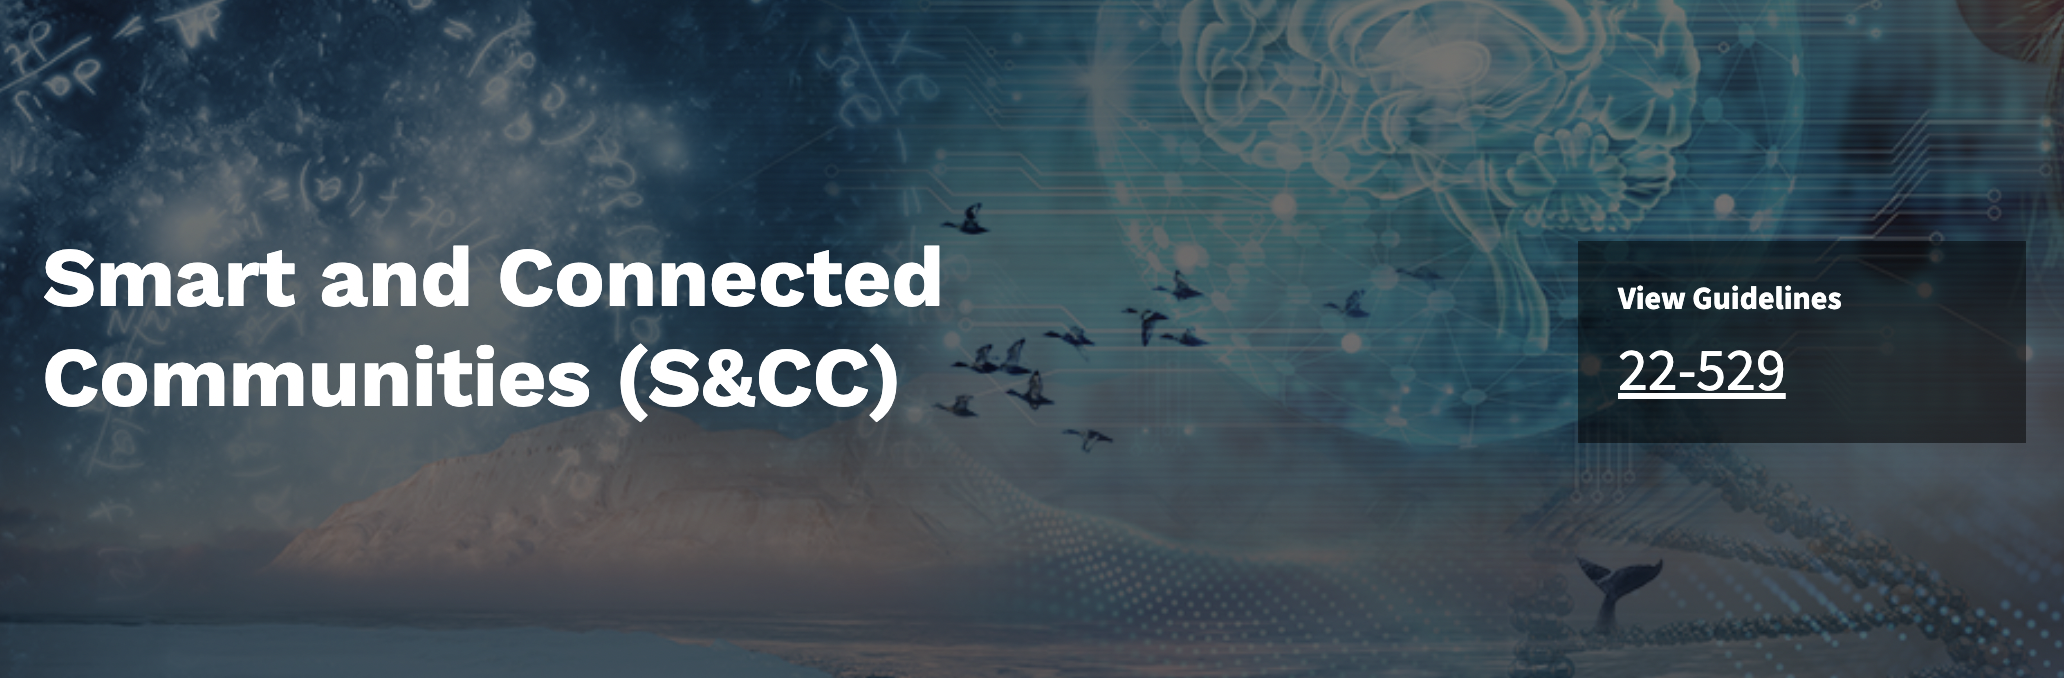 Smart and Connected
Communities (S&CC)
View Guidelines
22-529